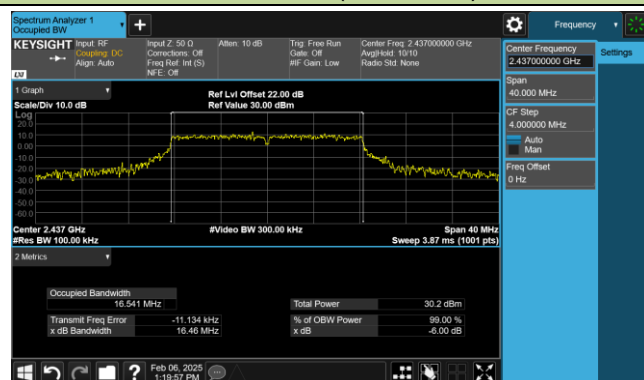 Spectrum Analyzer 1
Occupied BW
Frequency
KEYSIGHT
Input: RF
Coupling: DC
Align: Auto
Input Z: 50 Ω
Corrections: Off
Freq Ref: Int (S)
NFE: Off
Atten: 10 dB
Trig: Free Run
Gate: Off
#IF Gain: Low
Center Freq: 2.437000000 GHz
Avg|Hold: 10/10
Radio Std: None
LXI
Center Frequency
2.437000000 GHz
Settings
Span
40.000 MHz
CF Step
4.000000 MHz
Auto
Man
Freq Offset
0 Hz
1 Graph
Scale/Div 10.0 dB
Ref Lvl Offset 22.00 dB
Ref Value 30.00 dBm
Log
20.0
10.0
0.00
-10.0
-20.0
-30.0
-40.0
-50.0
-60.0
Center 2.437 GHz
#Res BW 100.00 kHz
#Video BW 300.00 kHz
Span 40 MHz
Sweep 3.87 ms (1001 pts)
2 Metrics
Occupied Bandwidth
16.541 MHz
Total Power 30.2 dBm
Transmit Freq Error -11.134 kHz
% of OBW Power 99.00 %
x dB Bandwidth 16.46 MHz
x dB -6.00 dB
?
Feb 06, 2025
1:19:57 PM